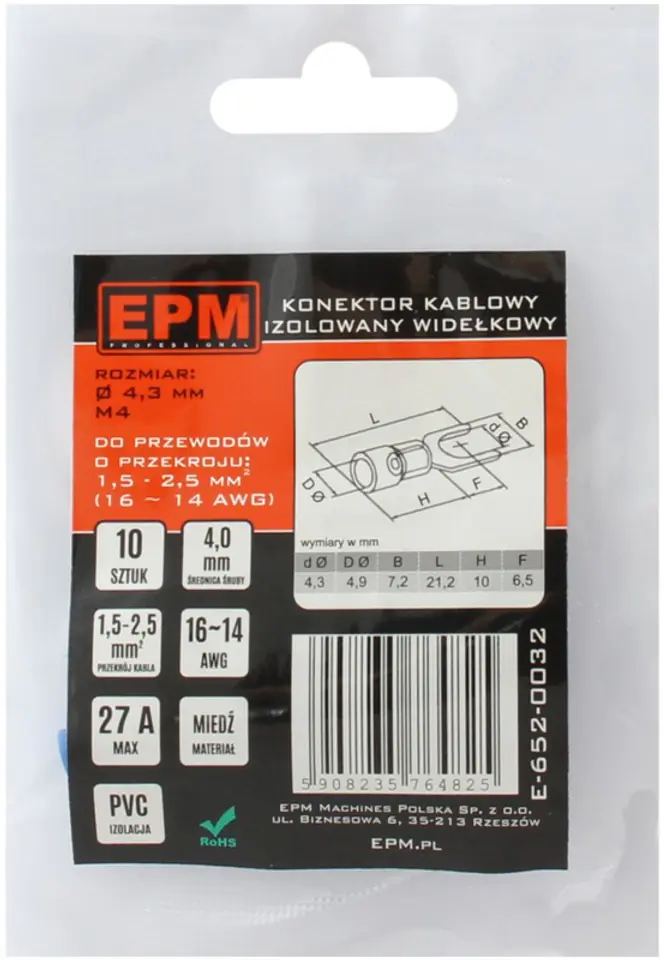 EPM
PROFESSIONAL
KONEKTOR KABLOWY
IZOLOWANY WIDEŁKOWY
ROZMIAR:
Ø 4,3 MM
M4
DO PRZEWODÓW
O PRZEKROJU:
1,5 - 2,5 MM²
(16 ~ 14 AWG)
L
B
d Ø
D Ø
H
F
wymiary w mm
d Ø D Ø B L H F
4,3 4,9 7,2 21,2 10 6,5
10
SZTUK
4,0
mm
ŚREDNICA ŚRUBY
1,5-2,5
mm²
PRZEKRÓJ KABLA
16~14
AWG
27 A
MAX
MIEDŹ
MATERIAŁ
PVC
IZOLACJA
RoHS
5 908235 764825
E-652-0032
EPM MACHINES POLSKA SP. Z O.O.
UL. BIZNESOWA 6, 35-213 RZESZÓW
EPM.PL